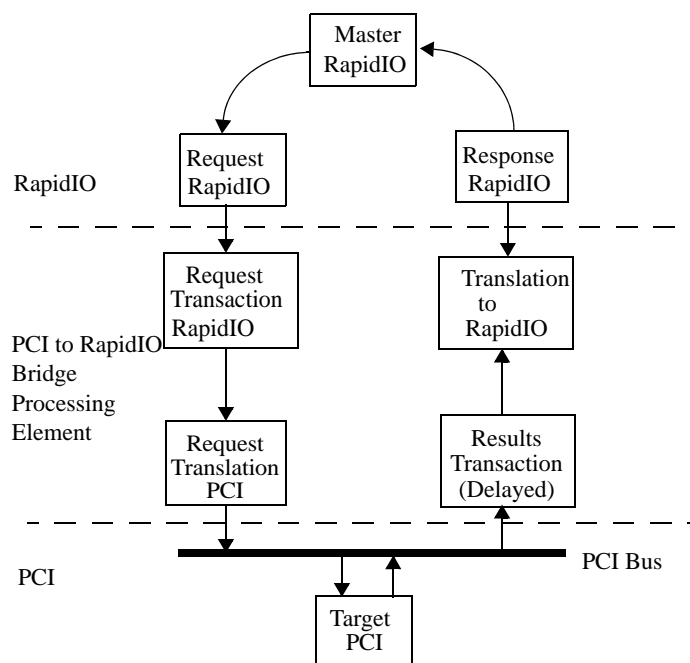 Master
RapidIO
Request
RapidIO
Response
RapidIO
RapidIO
Request
Transaction
RapidIO
Translation
to
RapidIO
PCI to RapidIO
Bridge
Processing
Element
Request
Translation
PCI
Results
Transaction
(Delayed)
PCI
PCI Bus
Target
PCI